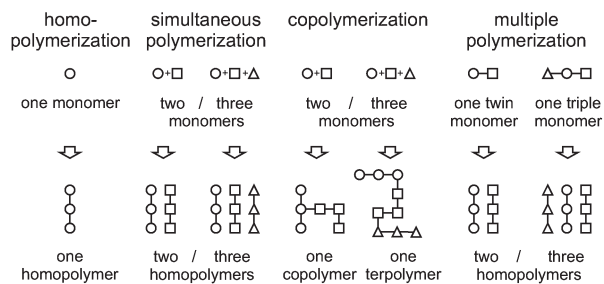 homo-
polymerization
simultaneous
polymerization
copolymerization
multiple
polymerization
+
+ +
+
+ +
one monomer
two / three
monomers
two / three
monomers
one twin
monomer
one triple
monomer
one
homopolymer
two / three
homopolymers
one
copolymer
one
terpolymer
two / three
homopolymers